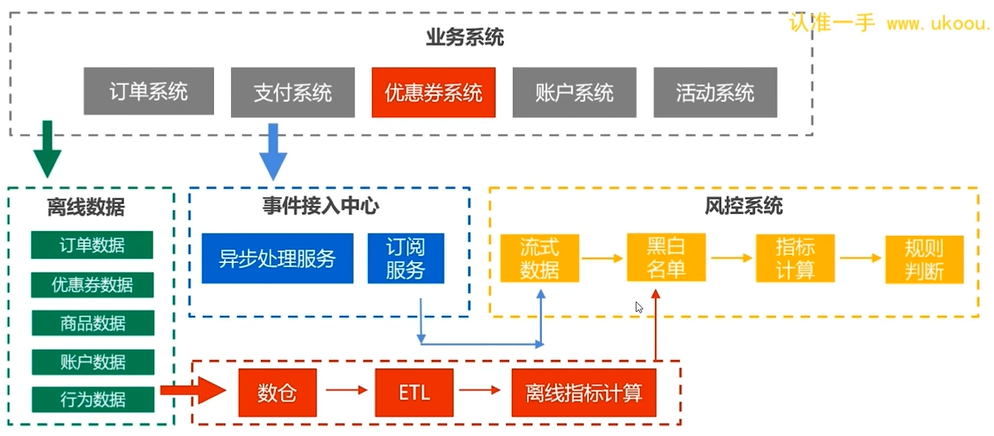 认准一手 www.ukoou.
业务系统
订单系统
支付系统
优惠券系统
账户系统
活动系统
离线数据
订单数据
优惠券数据
商品数据
账户数据
行为数据
事件接入中心
异步处理服务
订阅
服务
风控系统
流式
数据
黑白
名单
指标
计算
规则
判断
数仓
ETL
离线指标计算